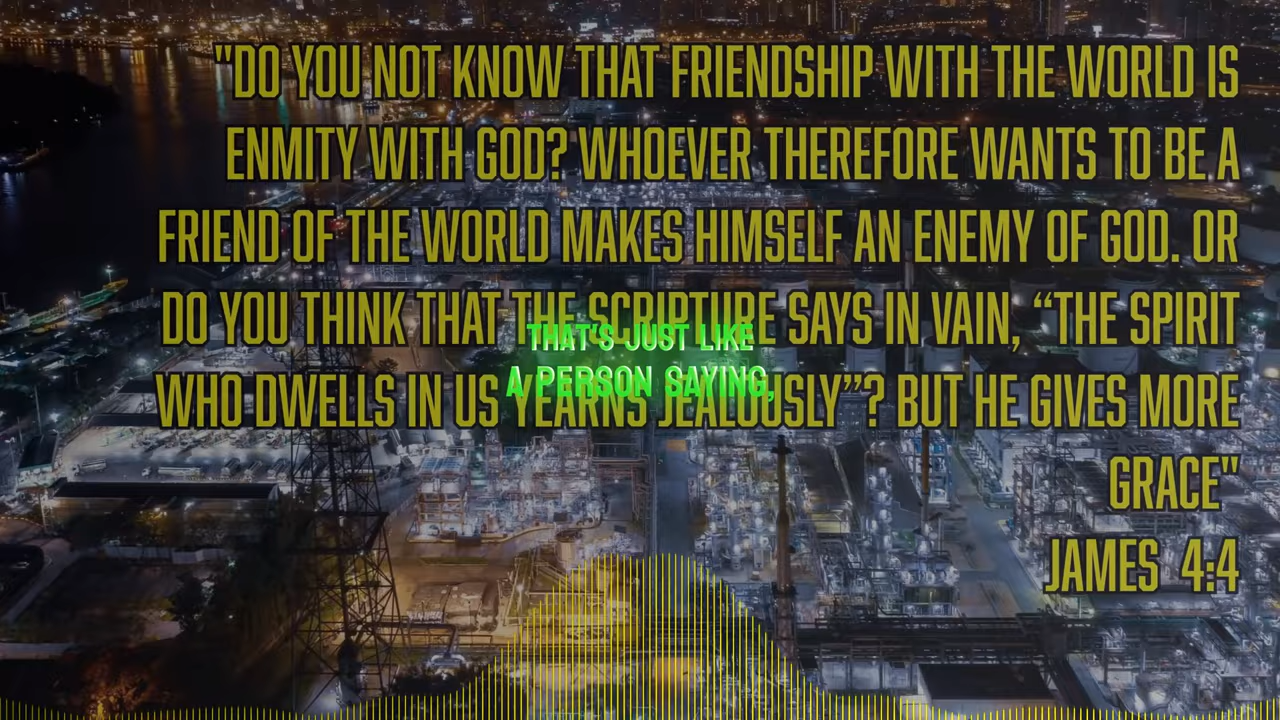 "DO YOU NOT KNOW THAT FRIENDSHIP WITH THE WORLD IS
ENMITY WITH GOD? WHOEVER THEREFORE WANTS TO BE A
FRIEND OF THE WORLD MAKES HIMSELF AN ENEMY OF GOD. OR
DO YOU THINK THAT THE SCRIPTURE SAYS IN VAIN, “THE SPIRIT
WHO DWELLS IN US YEARNS JEALOUSLY”? BUT HE GIVES MORE
GRACE"
JAMES 4:4
THAT'S JUST LIKE
A PERSON SAYING,